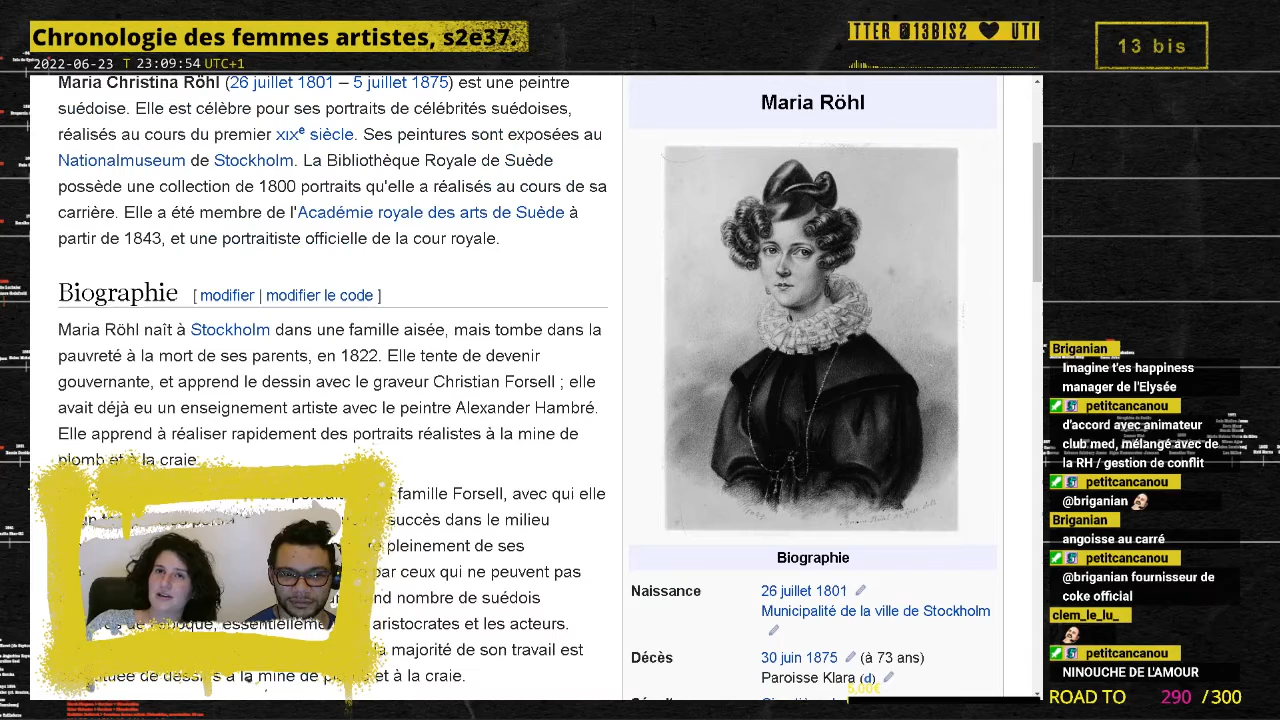 Chronologie des femmes artistes, s2e37
2022-06-23 T 23:09:54 UTC+1
TTER @13BIS2 ❤ UTI
13 bis
Maria Christina Röhl (26 juillet 1801 – 5 juillet 1875) est une peintre
suédoise. Elle est célèbre pour ses portraits de célébrités suédoises,
réalisés au cours du premier XIXe siècle. Ses peintures sont exposées au
Nationalmuseum de Stockholm. La Bibliothèque Royale de Suède
possède une collection de 1800 portraits qu'elle a réalisés au cours de sa
carrière. Elle a été membre de l'Académie royale des arts de Suède à
partir de 1843, et une portraitiste officielle de la cour royale.
Biographie [ modifier | modifier le code ]
Maria Röhl naît à Stockholm dans une famille aisée, mais tombe dans la
pauvreté à la mort de ses parents, en 1822. Elle tente de devenir
gouvernante, et apprend le dessin avec le graveur Christian Forsell ; elle
avait déjà eu un enseignement artiste avec le peintre Alexander Hambré.
Elle apprend à réaliser rapidement des portraits réalistes à la mine de
plomb et à la craie.
famille Forsell, avec qui elle
succès dans le milieu
pleinement de ses
par ceux qui ne peuvent pas
nd nombre de suédois
de l'époque, essentielleme aristocrates et les acteurs.
a majorité de son travail est
à la mine de p et à la craie.
Maria Röhl
Biographie
Naissance 26 juillet 1801
Municipalité de la ville de Stockholm
Décès 30 juin 1875 (à 73 ans)
Paroisse Klara (d)
5,00€
Briganian
Imagine t'es happiness
manager de l'Elysée
petitcancanou
d'accord avec animateur
club med, mélangé avec de
la RH / gestion de conflit
petitcancanou
@briganian
Briganian
angoisse au carré
petitcancanou
@briganian fournisseur de
coke official
clem_le_lu_
petitcancanou
NINOUCHE DE L'AMOUR
ROAD TO 290 / 300